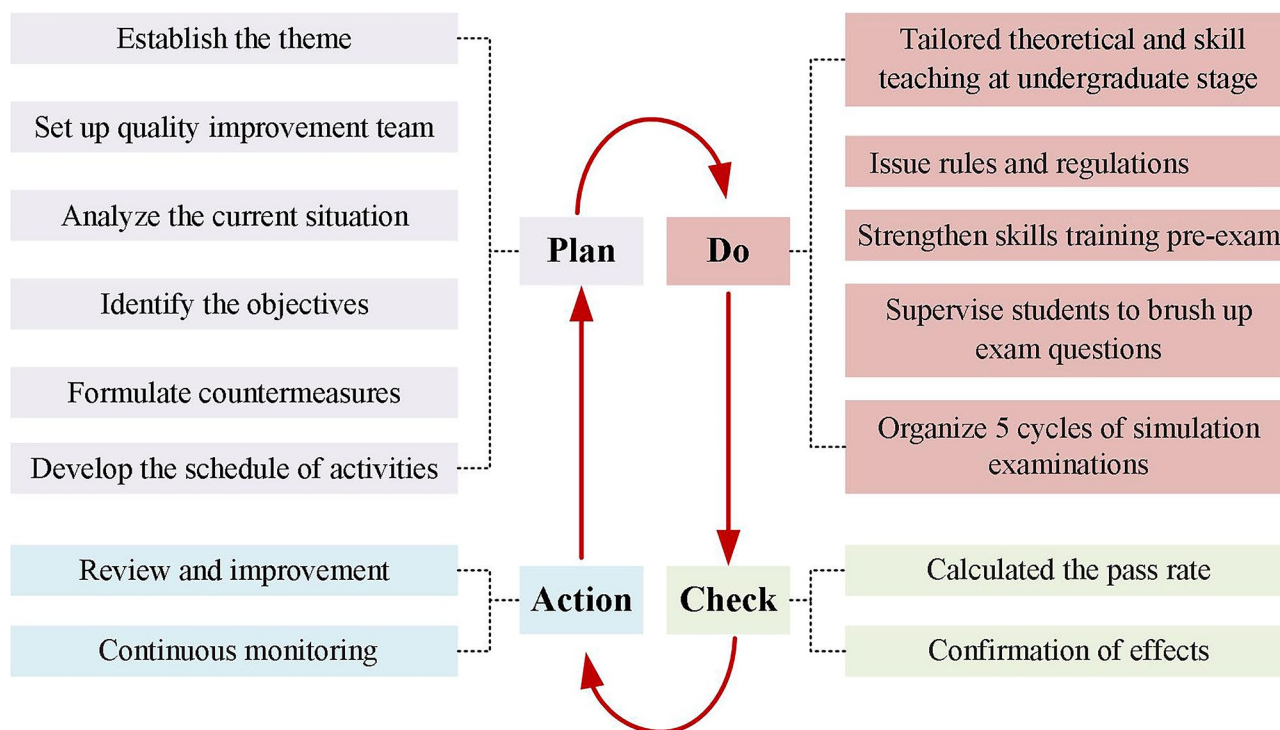 Establish the theme
Set up quality improvement team
Analyze the current situation
Identify the objectives
Formulate countermeasures
Develop the schedule of activities
Plan
Do
Tailored theoretical and skill
teaching at undergraduate stage
Issue rules and regulations
Strengthen skills training pre-exam
Supervise students to brush up
exam questions
Organize 5 cycles of simulation
examinations
Review and improvement
Continuous monitoring
Action
Check
Calculated the pass rate
Confirmation of effects